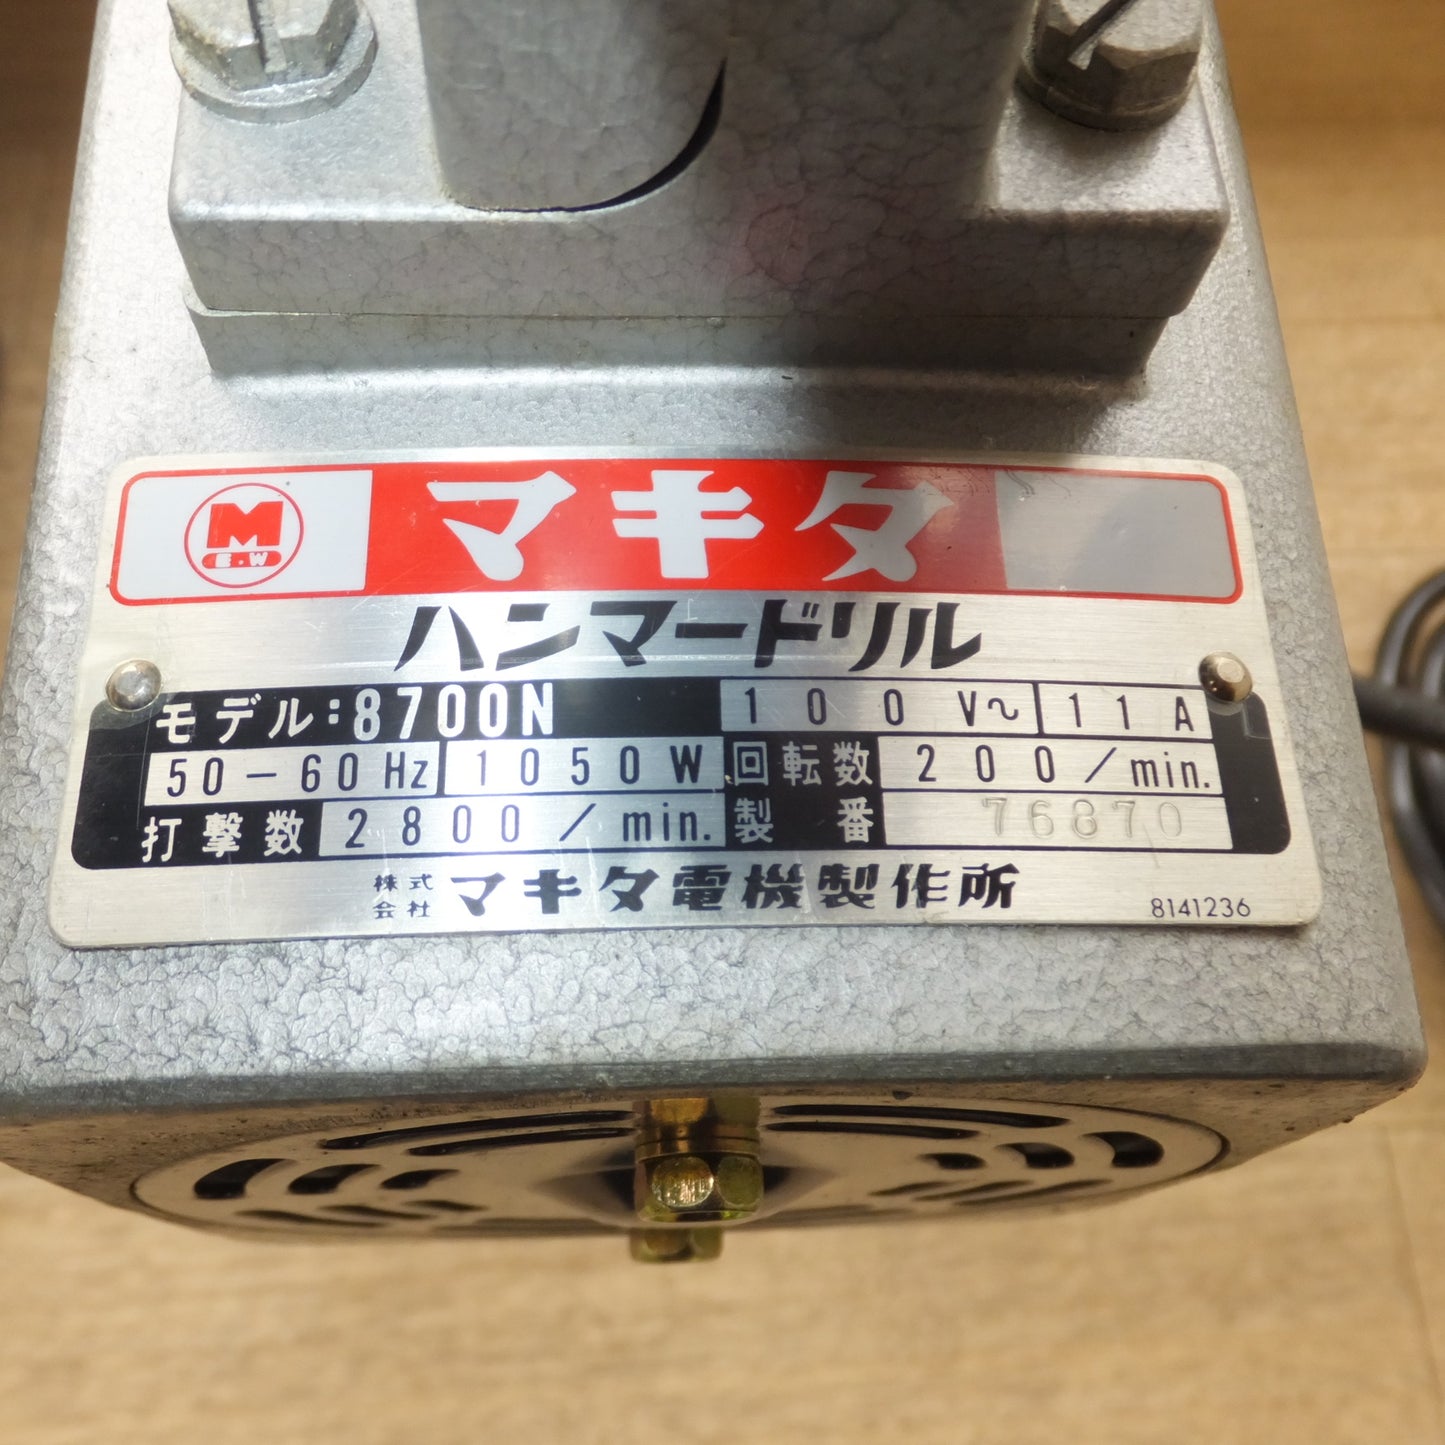 M
E.W
マキタ
ハンマードリル
モデル:8700N 100V~ 11A
50-60Hz 1050W 回転数 200/min.
打撃数 2800/min. 製番 76870
株式会社 マキタ電機製作所 8141236